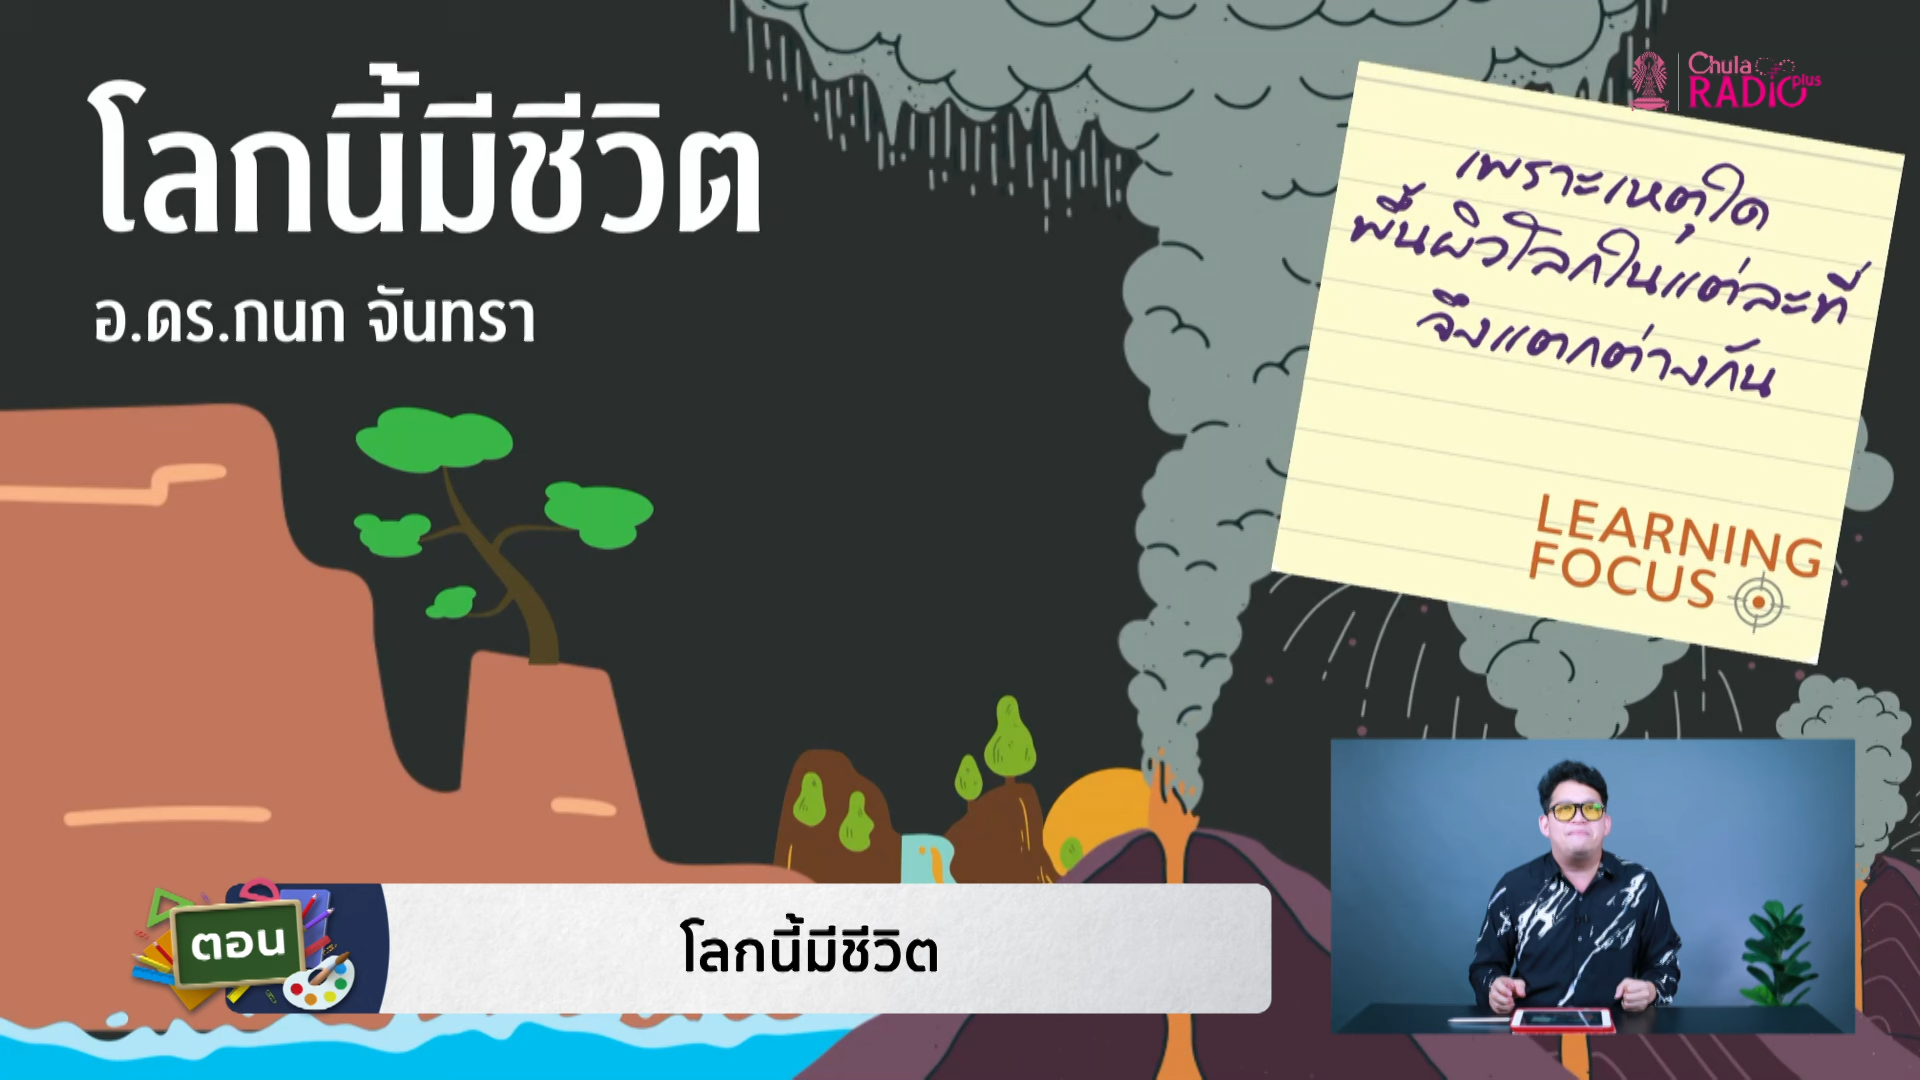 โลกนี้มีชีวิต
อ.ดร.กนก จันทรา
Chula
RADIO plus
เพราะเหตุใด
พื้นผิวโลกในแต่ละที่
จึงแตกต่างกัน
LEARNING
FOCUS
ตอน
โลกนี้มีชีวิต